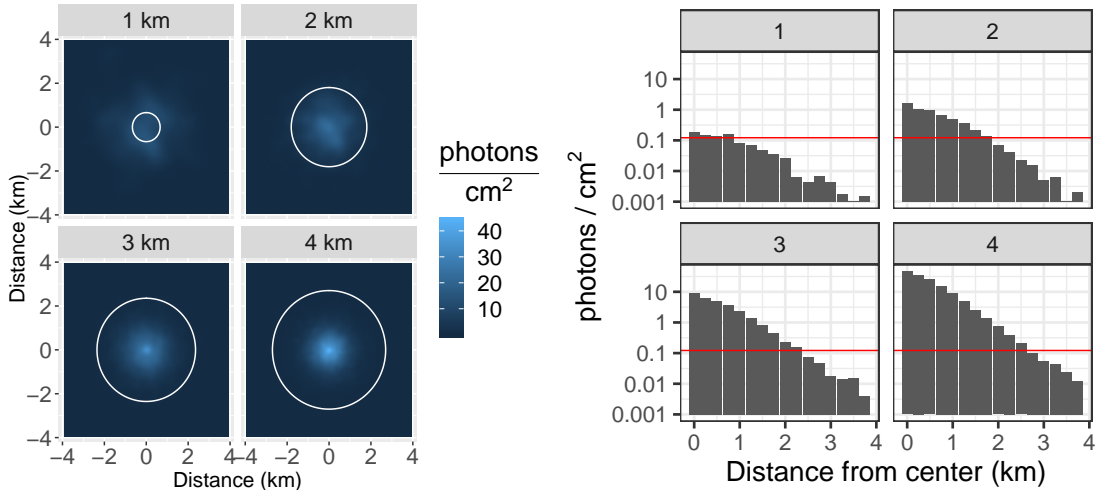 1 km
2 km
4
2
0
−2
−4
3 km
4 km
4
2
0
−2
−4
−4 −2 0 2 4
−4 −2 0 2 4
Distance (km)
Distance (km)
photons
cm2
40
30
20
10
1
2
10
1
0.1
0.01
0.001
3
4
10
1
0.1
0.01
0.001
0 1 2 3 4
0 1 2 3 4
photons / cm2
Distance from center (km)